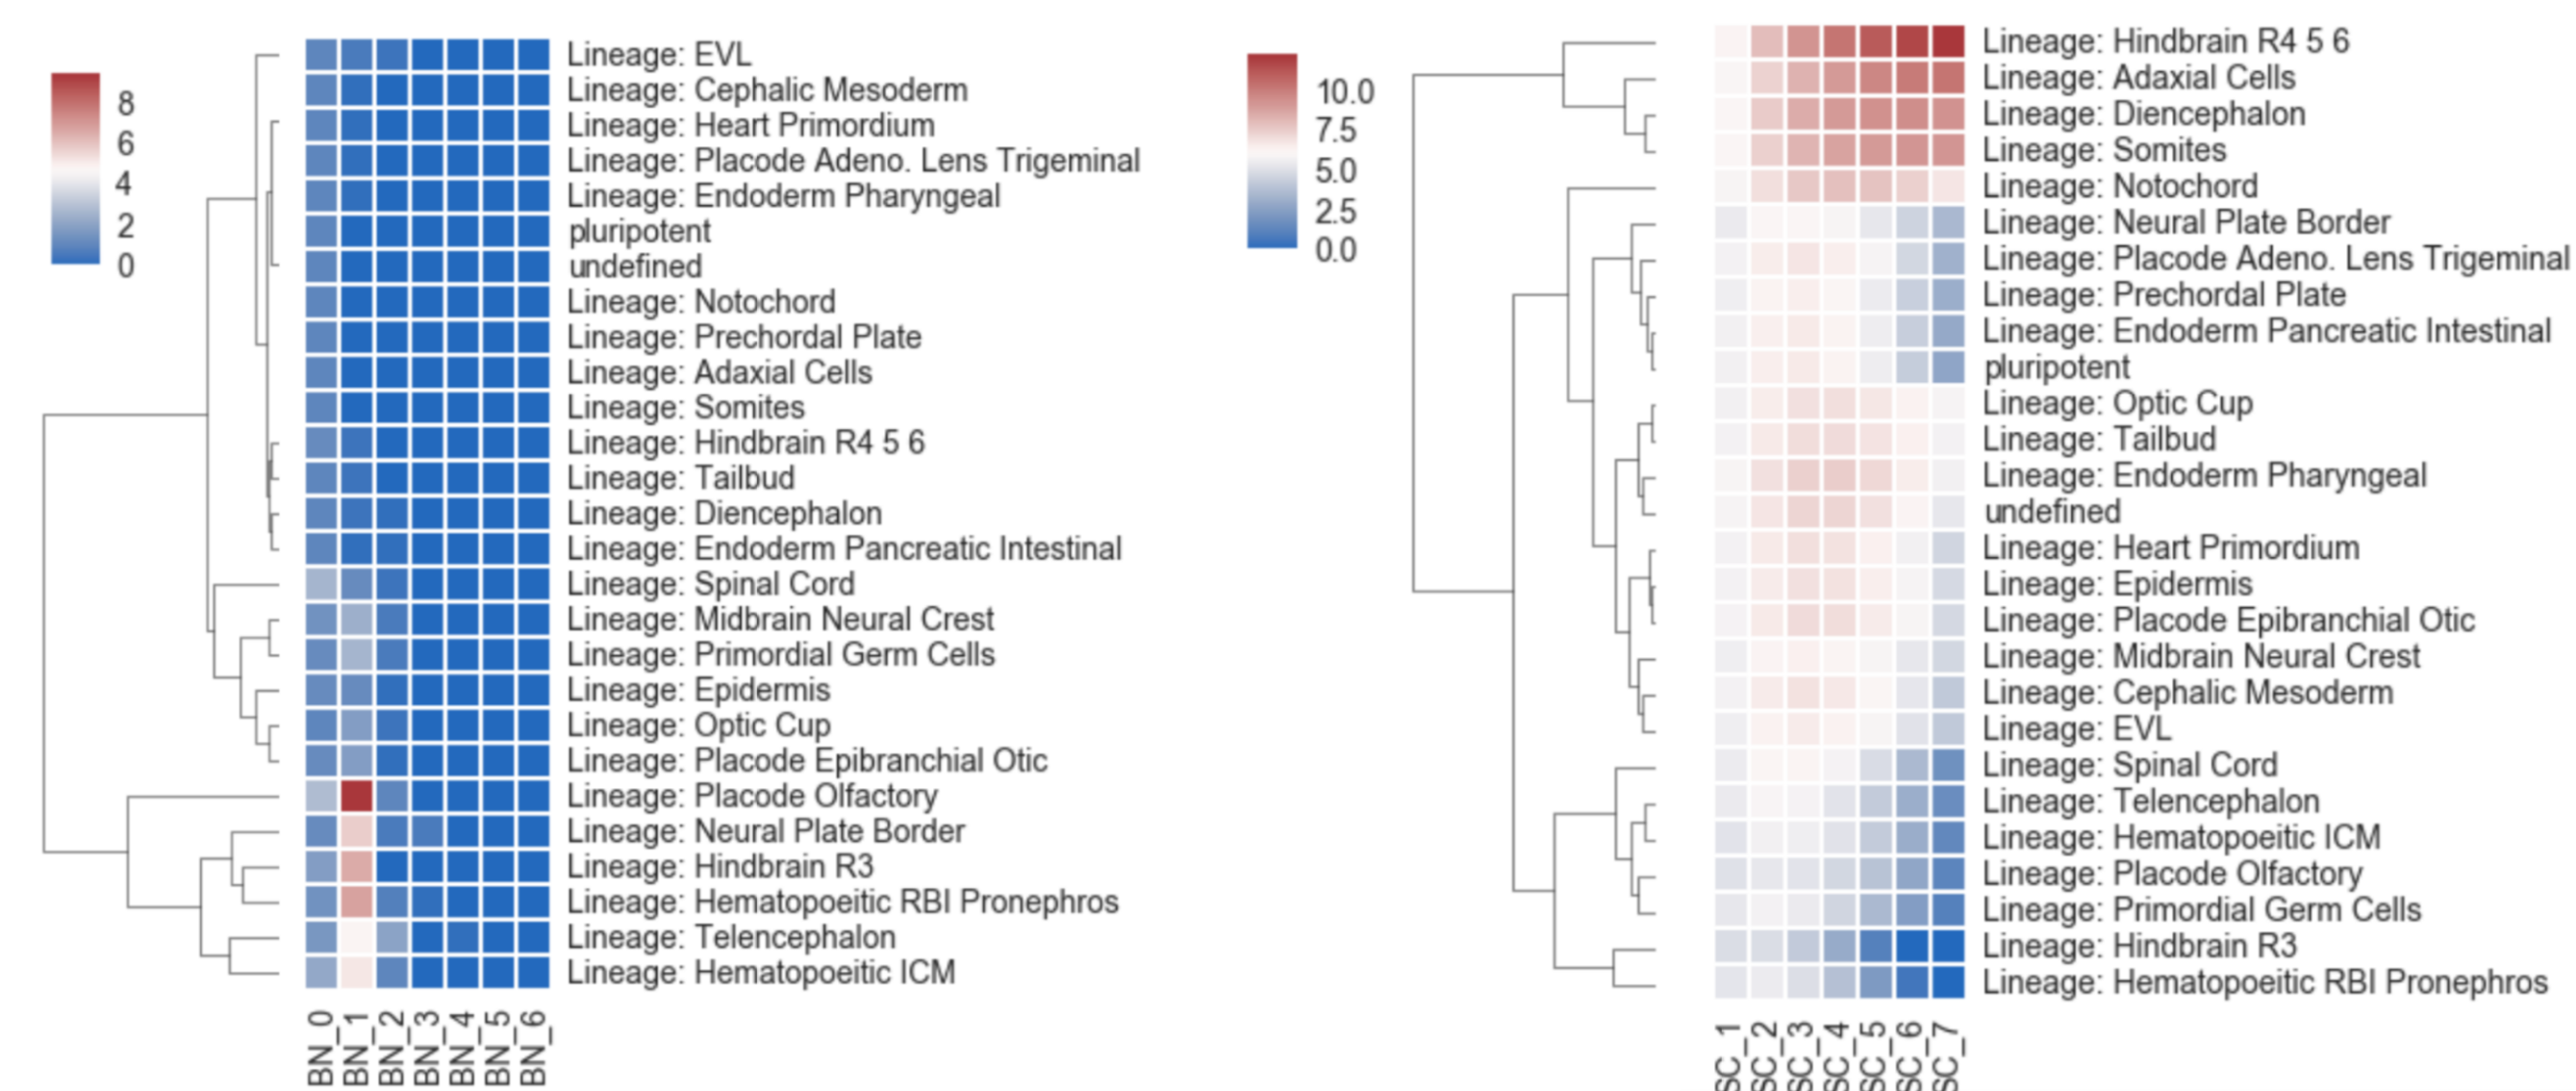 8
6
4
2
0
Lineage: EVL
Lineage: Cephalic Mesoderm
Lineage: Heart Primordium
Lineage: Placode Adeno. Lens Trigeminal
Lineage: Endoderm Pharyngeal
pluripotent
undefined
Lineage: Notochord
Lineage: Prechordal Plate
Lineage: Adaxial Cells
Lineage: Somites
Lineage: Hindbrain R4 5 6
Lineage: Tailbud
Lineage: Diencephalon
Lineage: Endoderm Pancreatic Intestinal
Lineage: Spinal Cord
Lineage: Midbrain Neural Crest
Lineage: Primordial Germ Cells
Lineage: Epidermis
Lineage: Optic Cup
Lineage: Placode Epibranchial Otic
Lineage: Placode Olfactory
Lineage: Neural Plate Border
Lineage: Hindbrain R3
Lineage: Hematopoeitic RBI Pronephros
Lineage: Telencephalon
Lineage: Hematopoeitic ICM
BN_0
BN_1
BN_2
BN_3
BN_4
BN_5
BN_6
10.0
7.5
5.0
2.5
0.0
Lineage: Hindbrain R4 5 6
Lineage: Adaxial Cells
Lineage: Diencephalon
Lineage: Somites
Lineage: Notochord
Lineage: Neural Plate Border
Lineage: Placode Adeno. Lens Trigeminal
Lineage: Prechordal Plate
Lineage: Endoderm Pancreatic Intestinal
pluripotent
Lineage: Optic Cup
Lineage: Tailbud
Lineage: Endoderm Pharyngeal
undefined
Lineage: Heart Primordium
Lineage: Epidermis
Lineage: Placode Epibranchial Otic
Lineage: Midbrain Neural Crest
Lineage: Cephalic Mesoderm
Lineage: EVL
Lineage: Spinal Cord
Lineage: Telencephalon
Lineage: Hematopoeitic ICM
Lineage: Placode Olfactory
Lineage: Primordial Germ Cells
Lineage: Hindbrain R3
Lineage: Hematopoeitic RBI Pronephros
SC_1
SC_2
SC_3
SC_4
SC_5
SC_6
SC_7